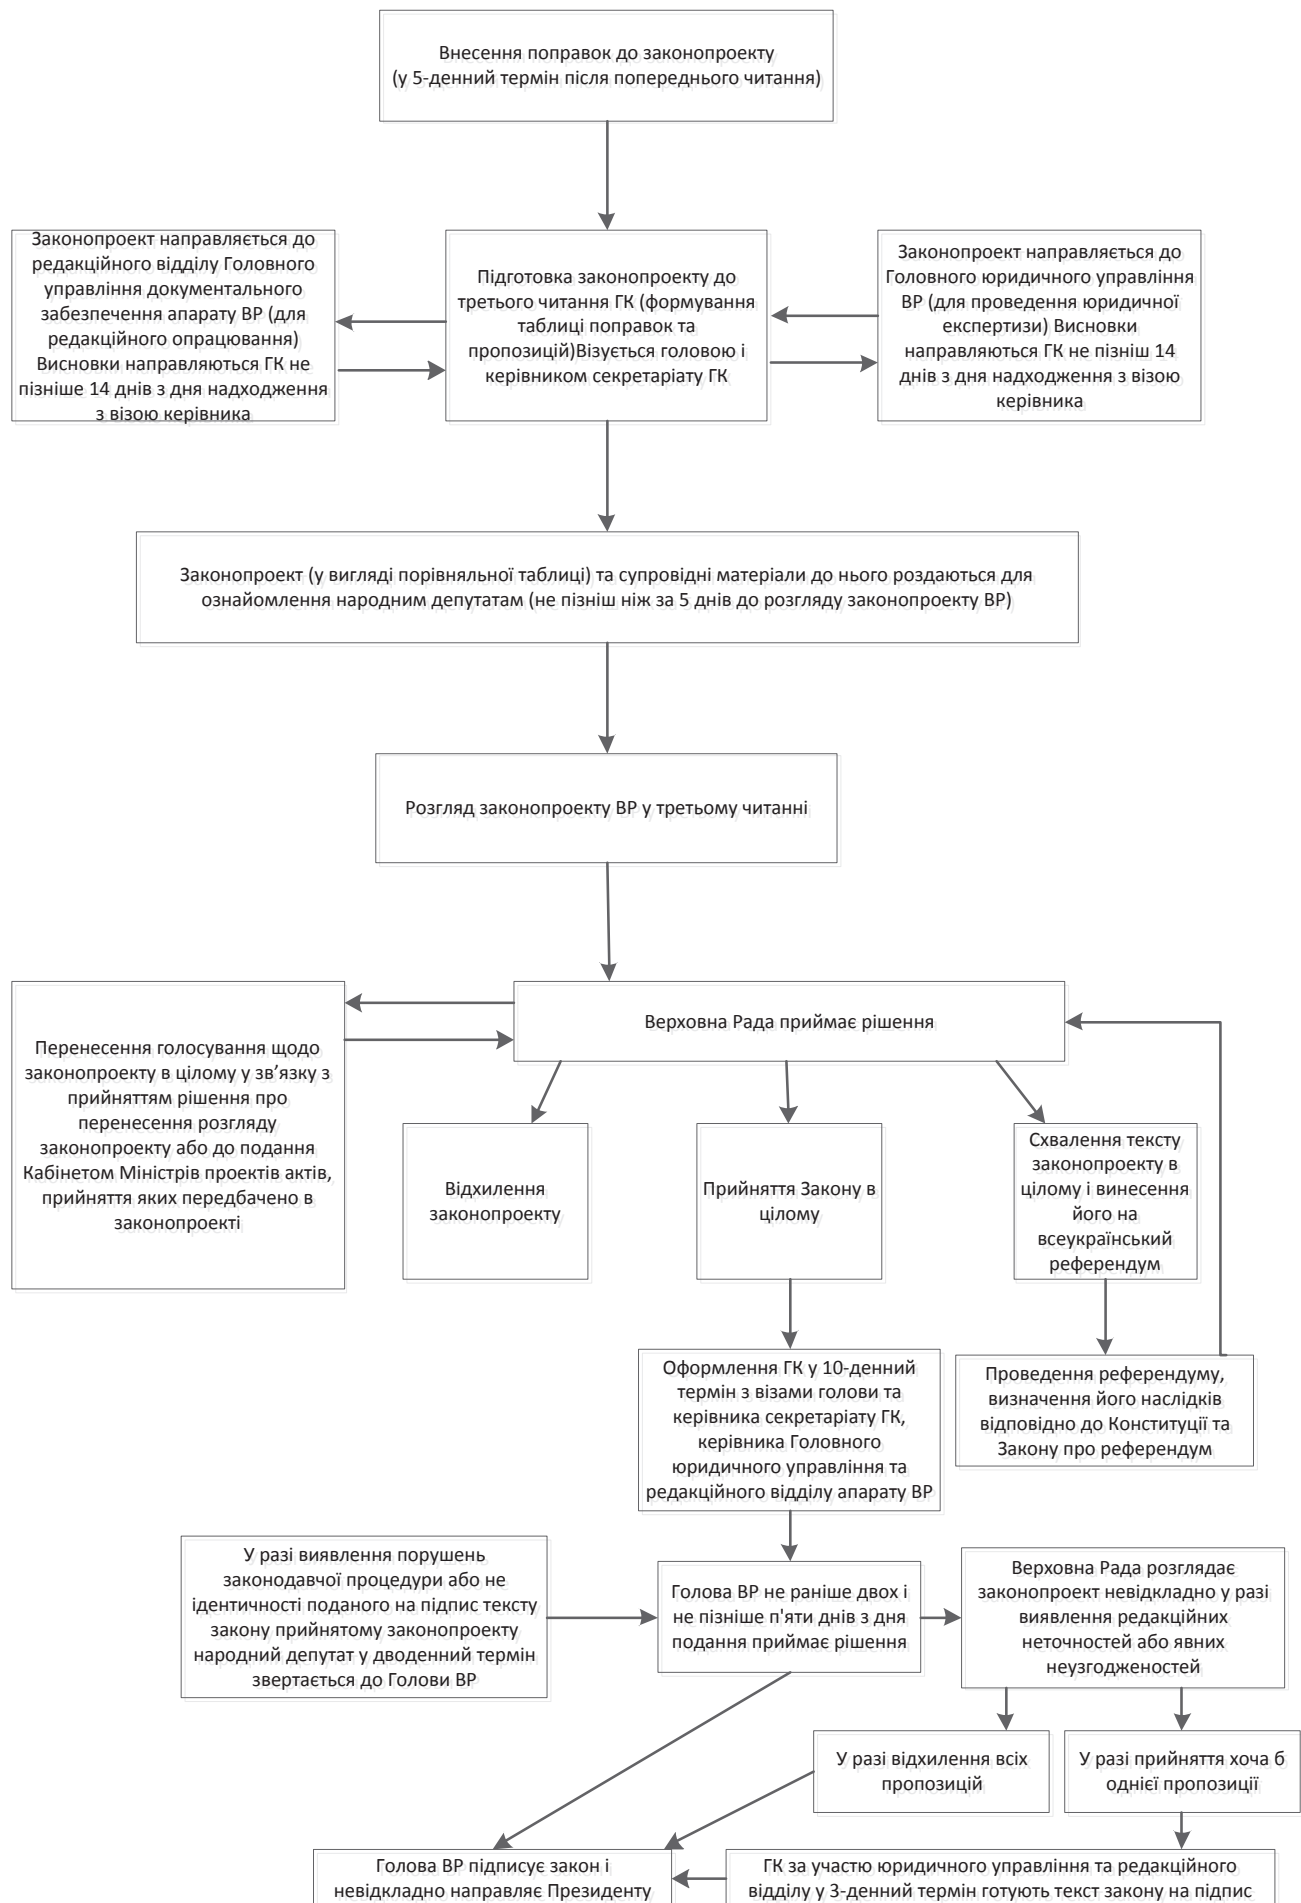 Внесення поправок до законопроекту
(у 5-денний термін після попереднього читання)
Законопроект направляється до
редакційного відділу Головного
управління документального
забезпечення апарату ВР (для
редакційного опрацювання)
Висновки направляються ГК не
пізніше 14 днів з дня надходження
з візою керівника
Підготовка законопроекту до
третього читання ГК (формування
таблиці поправок та
пропозицій)Візується головою і
керівником секретаріату ГК
Законопроект направляється до
Головного юридичного управління
ВР (для проведення юридичної
експертизи) Висновки
направляються ГК не пізніш 14
днів з дня надходження з візою
керівника
Законопроект (у вигляді порівняльної таблиці) та супровідні матеріали до нього роздаються для
ознайомлення народним депутатам (не пізніш ніж за 5 днів до розгляду законопроекту ВР)
Розгляд законопроекту ВР у третьому читанні
Верховна Рада приймає рішення
Перенесення голосування щодо
законопроекту в цілому у зв’язку з
прийняттям рішення про
перенесення розгляду
законопроекту або до подання
Кабінетом Міністрів проектів актів,
прийняття яких передбачено в
законопроекті
Відхилення
законопроекту
Прийняття Закону в
цілому
Схвалення тексту
законопроекту в
цілому і винесення
його на
всеукраїнський
референдум
Оформлення ГК у 10-денний
термін з візами голови та
керівника секретаріату ГК,
керівника Головного
юридичного управління та
редакційного відділу апарату ВР
Проведення референдуму,
визначення його наслідків
відповідно до Конституції та
Закону про референдум
У разі виявлення порушень
законодавчої процедури або не
ідентичності поданого на підпис тексту
закону прийнятому законопроекту
народний депутат у дводенний термін
звертається до Голови ВР
Голова ВР не раніше двох і
не пізніше п'яти днів з дня
подання приймає рішення
Верховна Рада розглядає
законопроект невідкладно у разі
виявлення редакційних
неточностей або явних
неузгодженостей
У разі відхилення всіх
пропозицій
У разі прийняття хоча б
однієї пропозиції
Голова ВР підписує закон і
невідкладно направляє Президенту
ГК за участю юридичного управління та редакційного
відділу у 3-денний термін готують текст закону на підпис